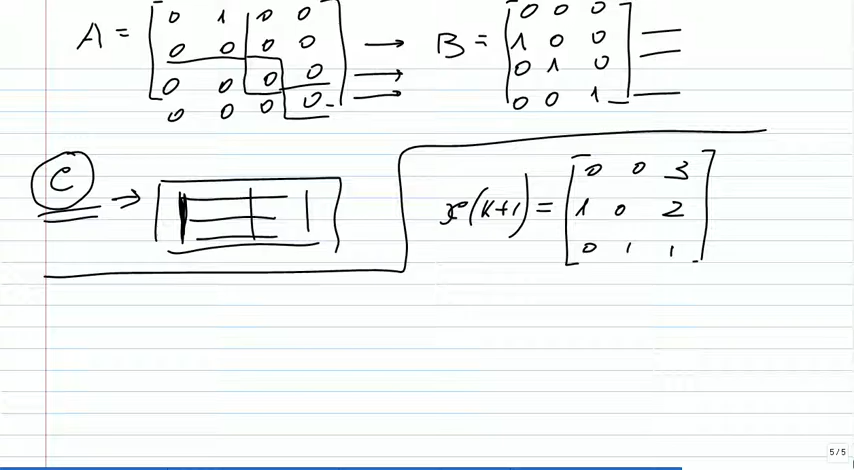 A = [ 0 1 0 0 → B = [ 0 0 0
0 0 0 0 1 0 0
0 0 0 0 → 0 1 0
0 0 0 0 → 0 0 1 ]
C → x(k+1) = [ 0 0 3
1 0 2
0 1 1 ]
5/5